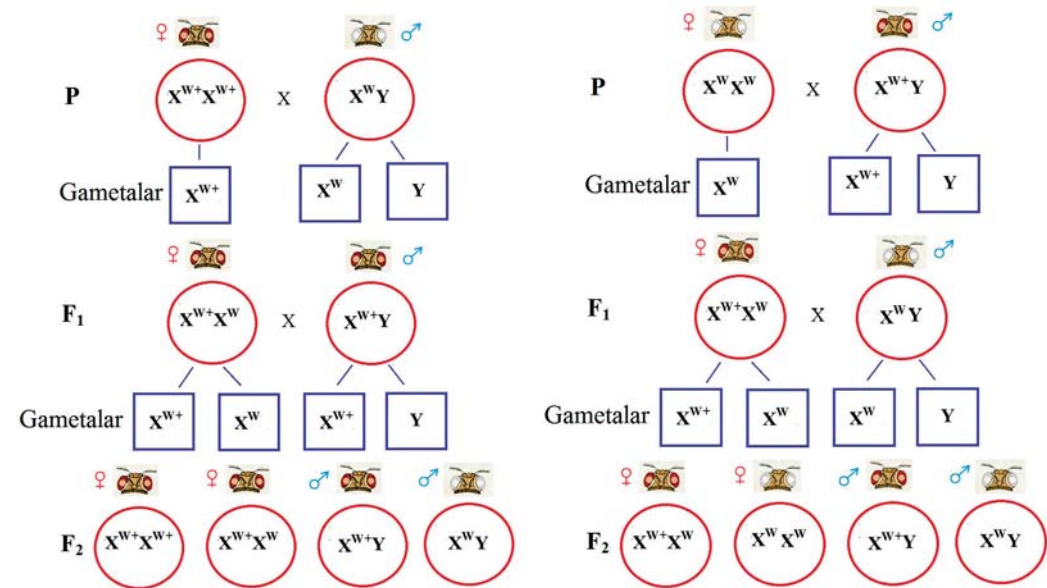 ♀ ♂
P X^W+X^W+ X X^WY
Gametalar X^W+ X^W Y
♀ ♂
F₁ X^W+X^W X X^W+Y
Gametalar X^W+ X^W X^W+ Y
♀ ♀ ♂ ♂
F₂ X^W+X^W+ X^W+X^W X^W+Y X^WY
♀ ♂
P X^WX^W X X^W+Y
X^W X^W+ Y
Gametalar
♀ ♂
F₁ X^W+X^W X X^WY
Gametalar X^W+ X^W X^W Y
♀ ♀ ♂ ♂
F₂ X^W+X^W X^WX^W X^W+Y X^WY